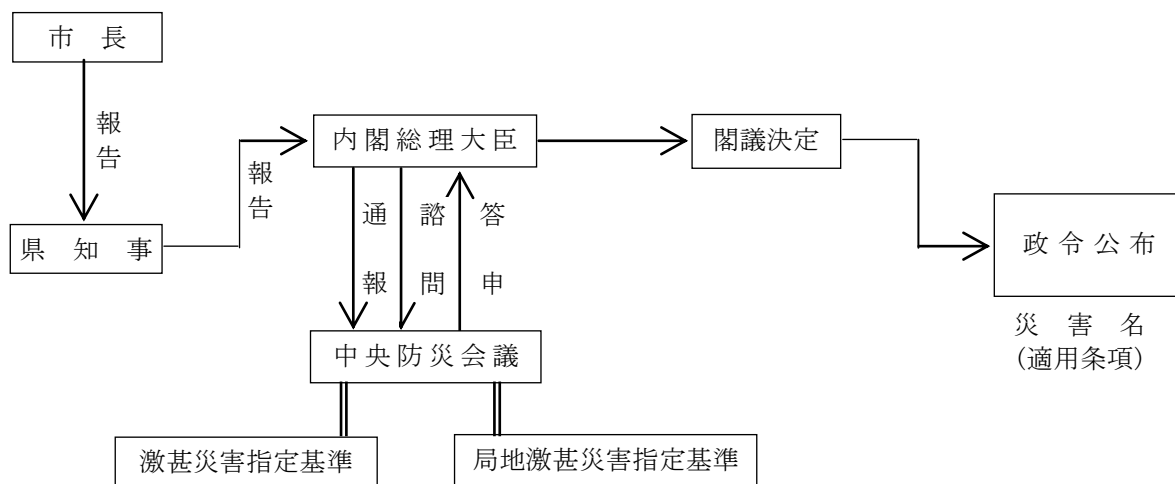 市長
報告
県知事
報告
内閣総理大臣
通報
諮問
答申
中央防災会議
激甚災害指定基準
局地激甚災害指定基準
閣議決定
政令公布
災害名
(適用条項)